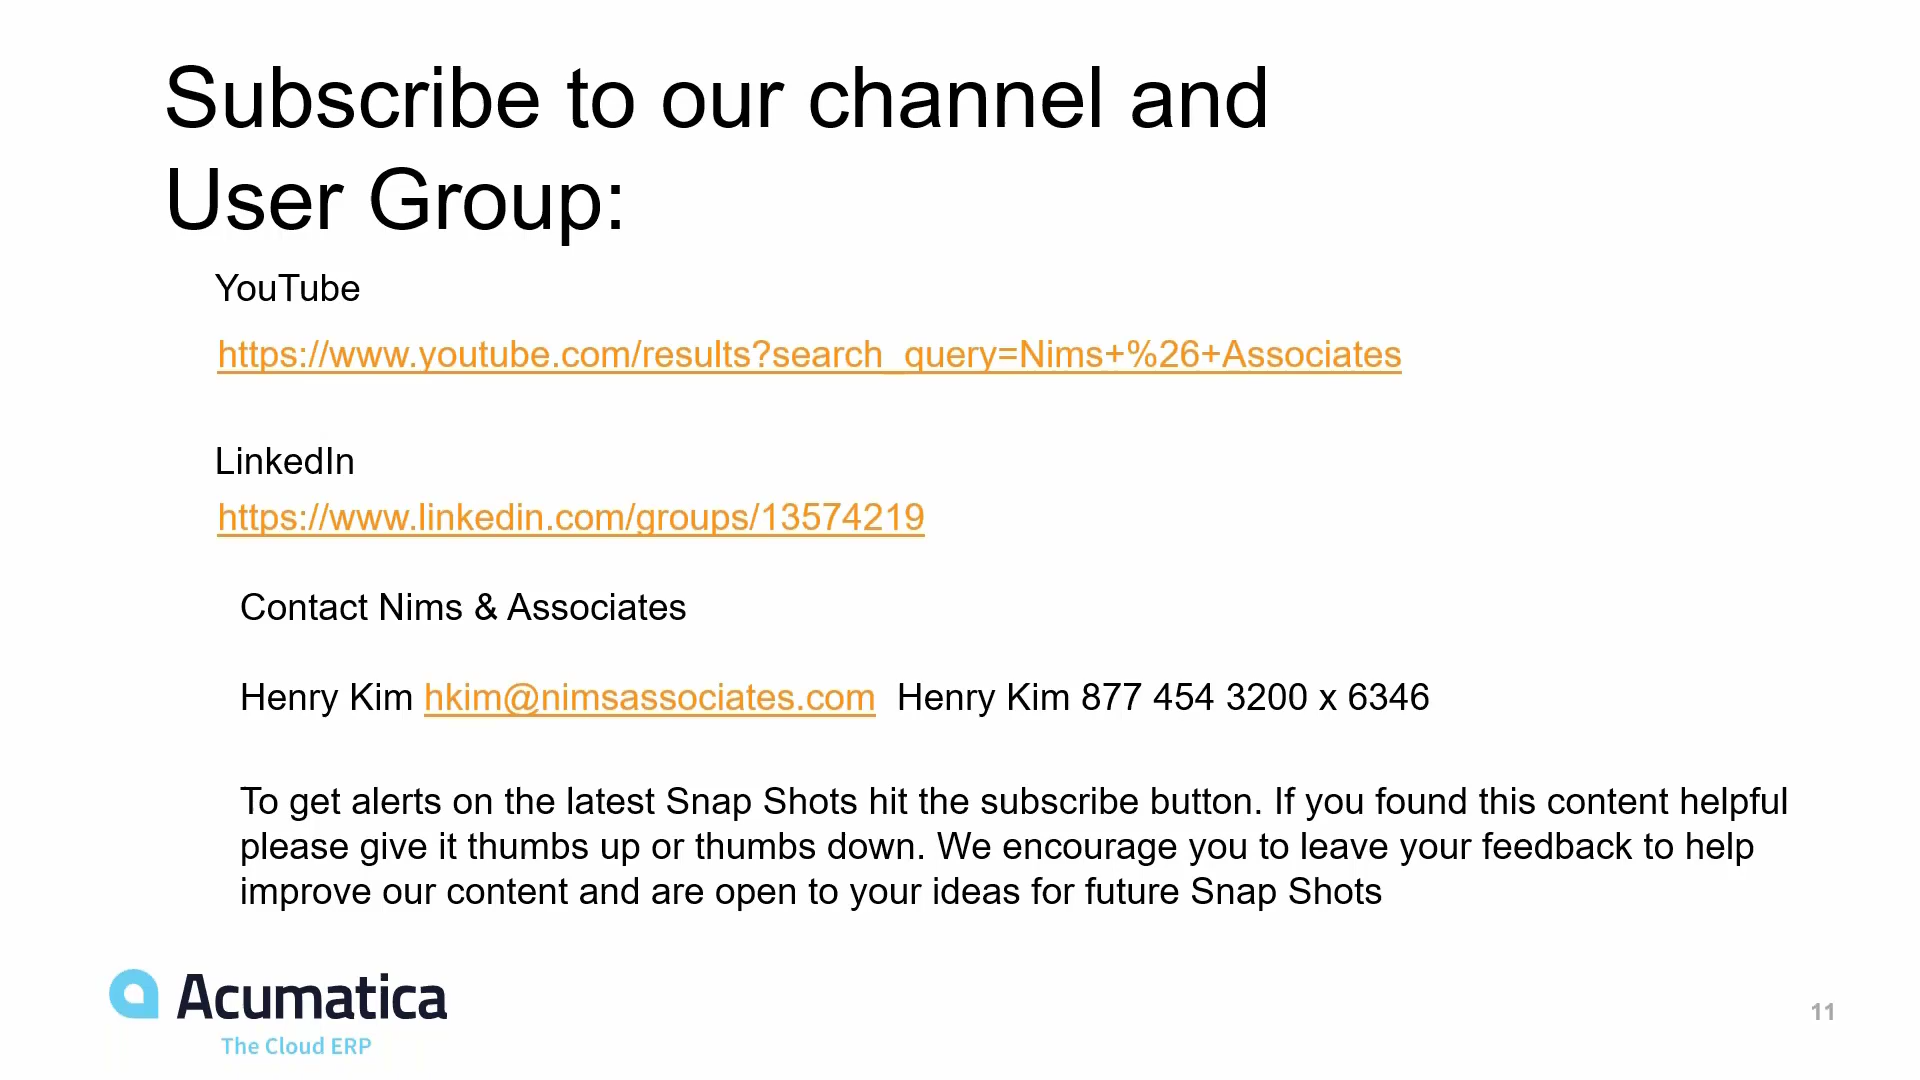 Subscribe to our channel and
User Group:
YouTube
https://www.youtube.com/results?search_query=Nims+%26+Associates
LinkedIn
https://www.linkedin.com/groups/13574219
Contact Nims & Associates
Henry Kim hkim@nimsassociates.com  Henry Kim 877 454 3200 x 6346
To get alerts on the latest Snap Shots hit the subscribe button. If you found this content helpful
please give it thumbs up or thumbs down. We encourage you to leave your feedback to help
improve our content and are open to your ideas for future Snap Shots
Acumatica
The Cloud ERP
11